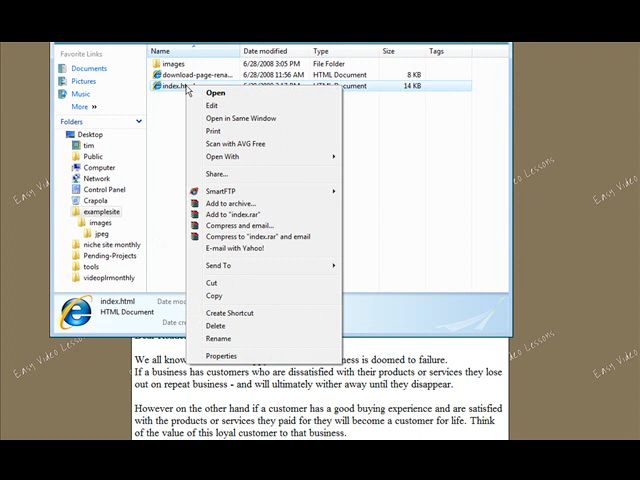 Favorite Links
Documents
Pictures
Music
More »
Folders
Desktop
tim
Public
Computer
Network
Control Panel
Crapola
examplesite
images
jpeg
niche site monthly
Pending-Projects
tools
videoplrmonthly
Name Date modified Type Size Tags
images 6/28/2008 3:05 PM File Folder
download-page-rena... 6/28/2008 11:56 AM HTML Document 8 KB
Document 14 KB
Open
Edit
Open in Same Window
Print
Scan with AVG Free
Open With
Share...
SmartFTP
Add to archive...
Add to "index.rar"
Compress and email...
Compress to "index.rar" and email
E-mail with Yahoo!
Send To
Cut
Copy
Create Shortcut
Delete
Rename
Properties
index.html
HTML Document
We all know iness is doomed to failure.
If a business has customers who are dissatisfied with their products or services they lose
out on repeat business - and will ultimately wither away until they disappear.
However on the other hand if a customer has a good buying experience and are satisfied
with the products or services they paid for they will become a customer for life. Think
of the value of this loyal customer to that business.
Easy Video Lessons
Easy Video Lessons